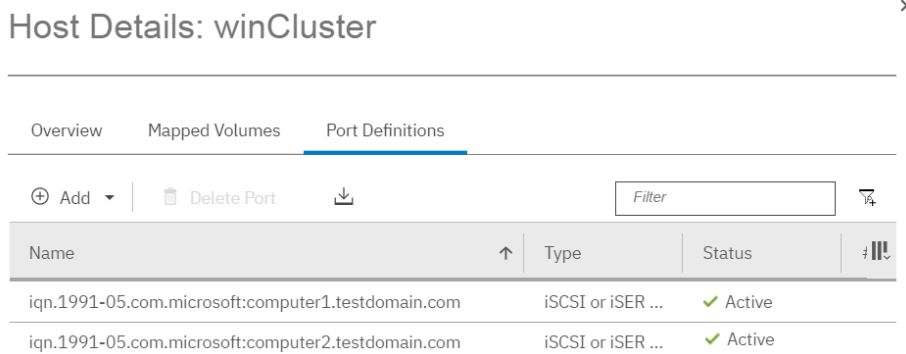 Host Details: winCluster
Overview Mapped Volumes Port Definitions
Add Delete Port Filter
Name Type Status #
iqn.1991-05.com.microsoft:computer1.testdomain.com iSCSI or iSER ... Active
iqn.1991-05.com.microsoft:computer2.testdomain.com iSCSI or iSER ... Active